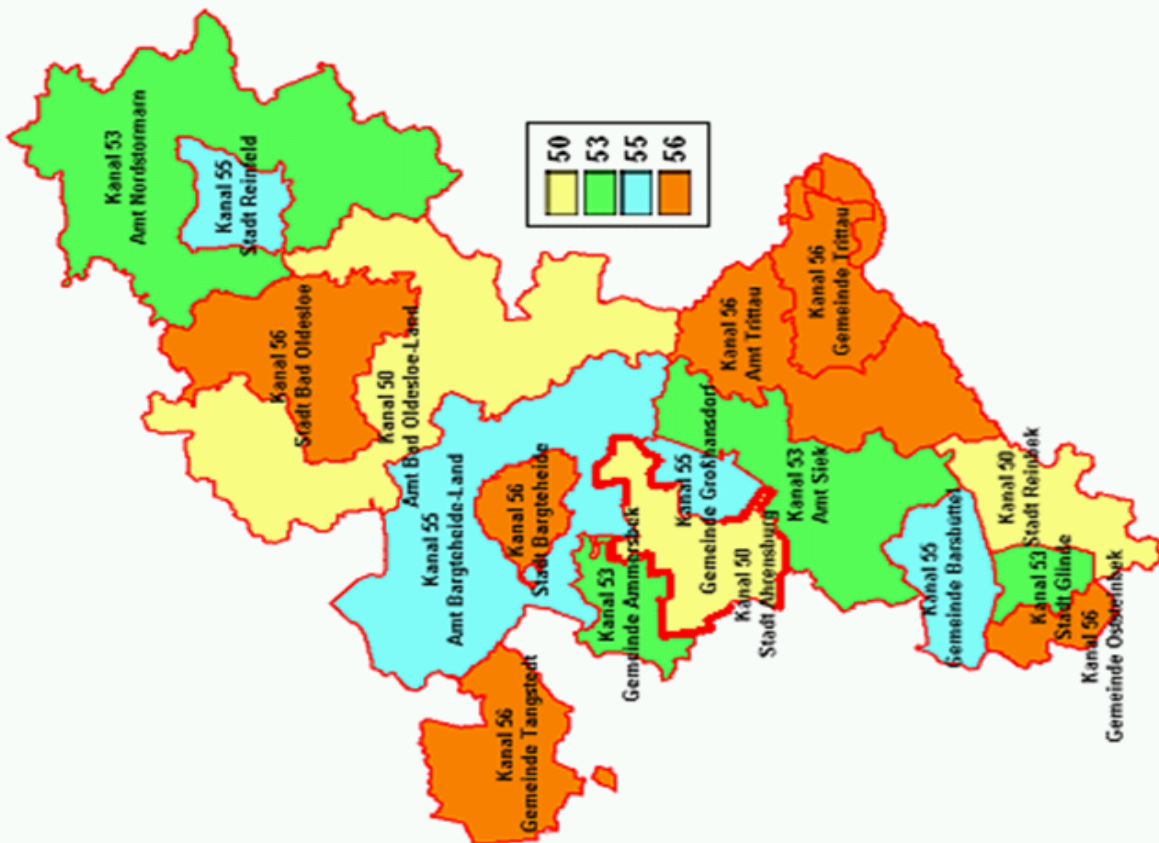 Kanal 53
Amt Nordstormarn
Kanal 55
Stadt Reinfeld
Kanal 56
Stadt Bad Oldesloe
Kanal 50
Amt Bad Oldesloe-Land
Kanal 55
Amt Bargteheide-Land
Kanal 56
Stadt Bargteheide
Kanal 56
Gemeinde Tangstedt
Kanal 53
Gemeinde Ammersbek
Kanal 55
Gemeinde Großhansdorf
Kanal 50
Stadt Ahrensburg
Kanal 53
Amt Siek
Kanal 56
Amt Trittau
Kanal 56
Gemeinde Trittau
Kanal 55
Gemeinde Barsbüttel
Kanal 50
Stadt Reinbek
Kanal 53
Stadt Glinde
Kanal 56
Gemeinde Oststeinbek
50
53
55
56